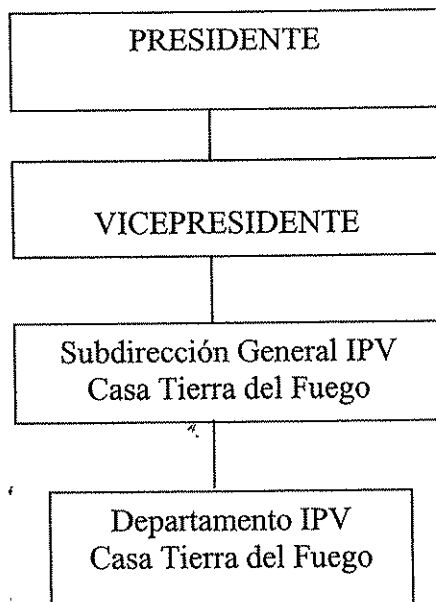 PRESIDENTE
VICEPRESIDENTE
Subdirección General IPV
Casa Tierra del Fuego
Departamento IPV
Casa Tierra del Fuego